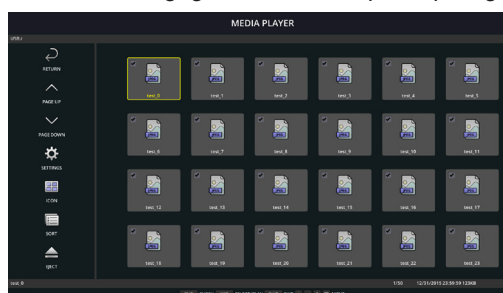 MEDIA PLAYER
USB:/
RETURN
PAGE UP
PAGE DOWN
SETTINGS
ICON
SORT
EJECT
test_0 test_1 test_2 test_3 test_4 test_5
test_6 test_7 test_8 test_9 test_10 test_11
test_12 test_13 test_14 test_15 test_16 test_17
test_18 test_19 test_20 test_21 test_22 test_23
test_0 1/50 12/31/2015 23:59:59 123KB